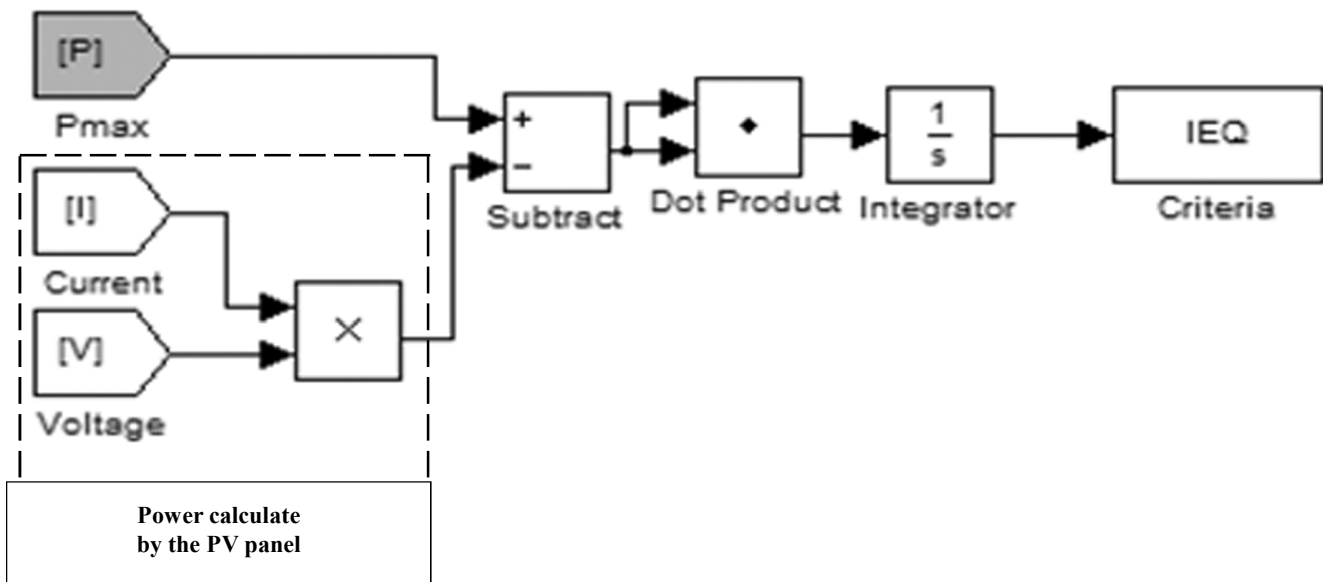 [P]
Pmax
[I]
Current
[V]
Voltage
×
Power calculate
by the PV panel
+
−
Subtract
Dot Product
1
s
Integrator
IEQ
Criteria